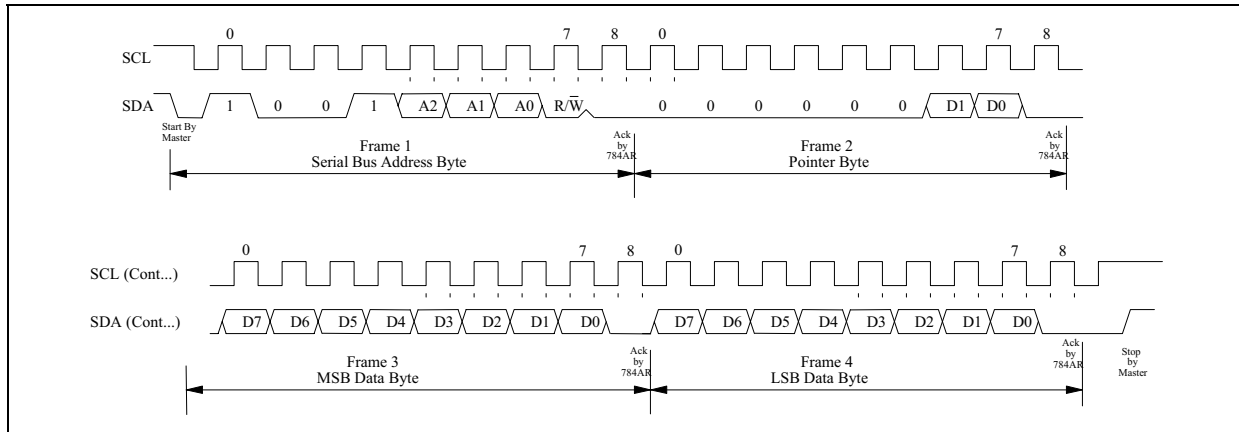 0 7 8 0 7 8
SCL
SDA 1 0 0 1 A2 A1 A0 R/W̅ 0 0 0 0 0 0 D1 D0
Start By
Master
Frame 1
Serial Bus Address Byte
Ack
by
784AR
Frame 2
Pointer Byte
Ack
by
784AR
0 7 8 0 7 8
SCL (Cont...)
SDA (Cont...) D7 D6 D5 D4 D3 D2 D1 D0 D7 D6 D5 D4 D3 D2 D1 D0
Frame 3
MSB Data Byte
Ack
by
784AR
Frame 4
LSB Data Byte
Ack
by
784AR
Stop
by
Master